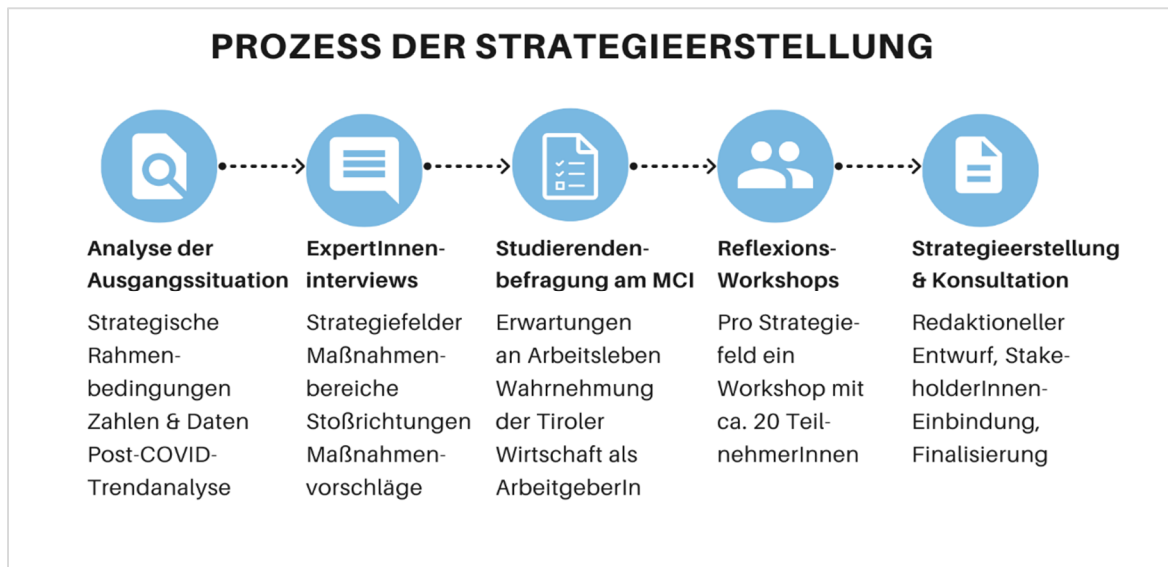 PROZESS DER STRATEGIEERSTELLUNG
Analyse der
Ausgangssituation
Strategische
Rahmen-
bedingungen
Zahlen & Daten
Post-COVID-
Trendanalyse
ExpertInnen-
interviews
Strategiefelder
Maßnahmen-
bereiche
Stoßrichtungen
Maßnahmen-
vorschläge
Studierenden-
befragung am MCI
Erwartungen
an Arbeitsleben
Wahrnehmung
der Tiroler
Wirtschaft als
ArbeitgeberIn
Reflexions-
Workshops
Pro Strategie-
feld ein
Workshop mit
ca. 20 Teil-
nehmerInnen
Strategieerstellung
& Konsultation
Redaktioneller
Entwurf, Stake-
holderInnen-
Einbindung,
Finalisierung